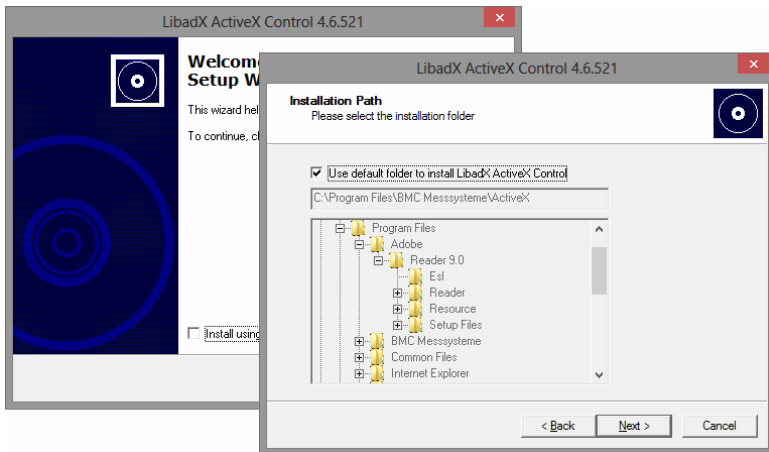 LibadX ActiveX Control 4.6.521
Welcom
Setup W
This wizard hel
To continue, cl
Install using
LibadX ActiveX Control 4.6.521
Installation Path
Please select the installation folder
Use default folder to install LibadX ActiveX Control
C:\Program Files\BMC Messsysteme\ActiveX
Program Files
Adobe
Reader 9.0
Esl
Reader
Resource
Setup Files
BMC Messsysteme
Common Files
Internet Explorer
< Back Next > Cancel